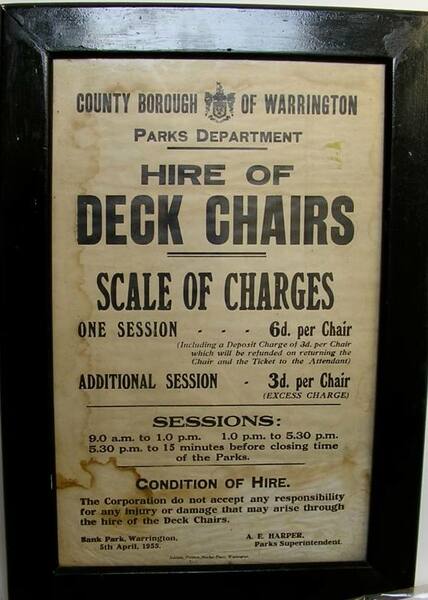 COUNTY BOROUGH OF WARRINGTON
PARKS DEPARTMENT
HIRE OF
DECK CHAIRS
SCALE OF CHARGES
ONE SESSION - - - 6d. per Chair
(Including a Deposit Charge of 3d. per Chair
which will be refunded on returning the
Chair and the Ticket to the Attendant)
ADDITIONAL SESSION - 3d. per Chair
(EXCESS CHARGE)
SESSIONS:
9.0 a.m. to 1.0 p.m. 1.0 p.m. to 5.30 p.m.
5.30 p.m. to 15 minutes before closing time
of the Parks.
CONDITION OF HIRE.
The Corporation do not accept any responsibility
for any injury or damage that may arise through
the hire of the Deck Chairs.
Bank Park, Warrington, A. E. HARPER,
5th April, 1955. Parks Superintendent.